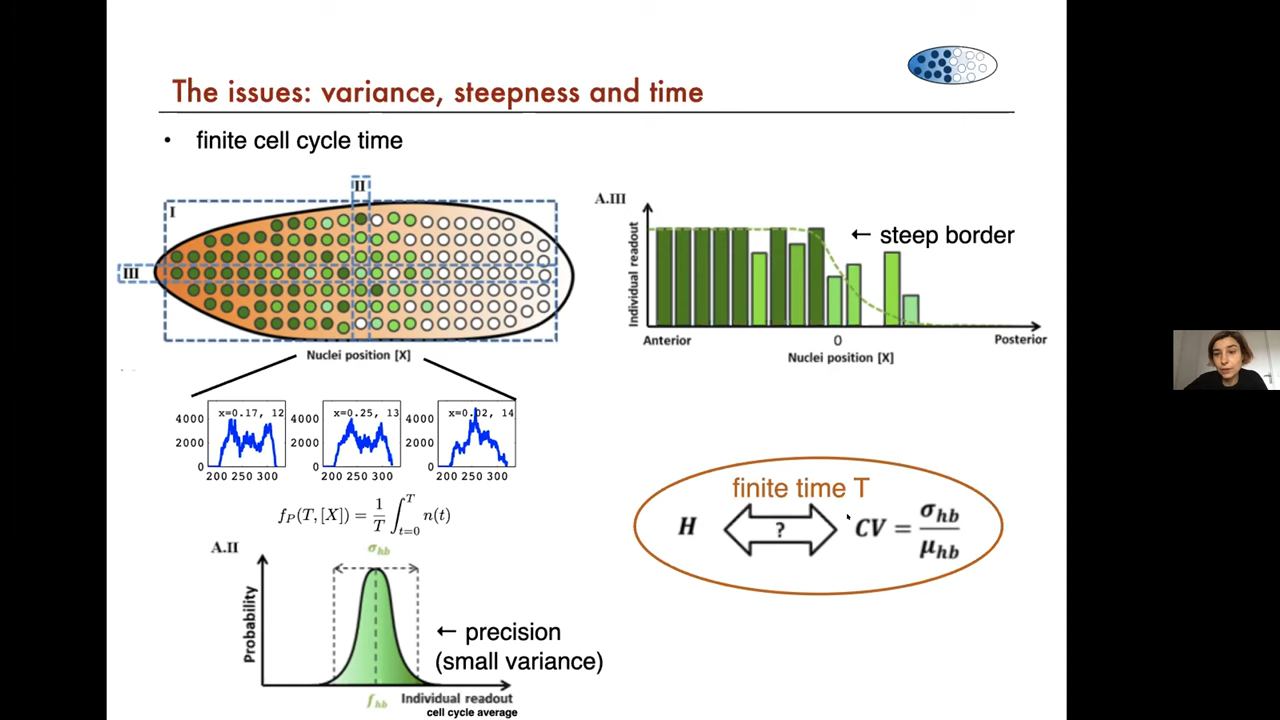 The issues: variance, steepness and time
• finite cell cycle time
II
I
III
Nuclei position [X]
A.III
Individual readout
← steep border
Anterior
0
Posterior
Nuclei position [X]
x=0.17, 12
4000
2000
0
200 250 300
x=0.25, 13
4000
2000
0
200 250 300
x=0.02, 14
4000
2000
0
200 250 300
f_P(T,[X]) = 1/T ∫_{t=0}^{T} n(t)
A.II
σ_hb
Probability
f_hb
Individual readout
cell cycle average
← precision
(small variance)
finite time T
H ? CV = σ_hb / μ_hb